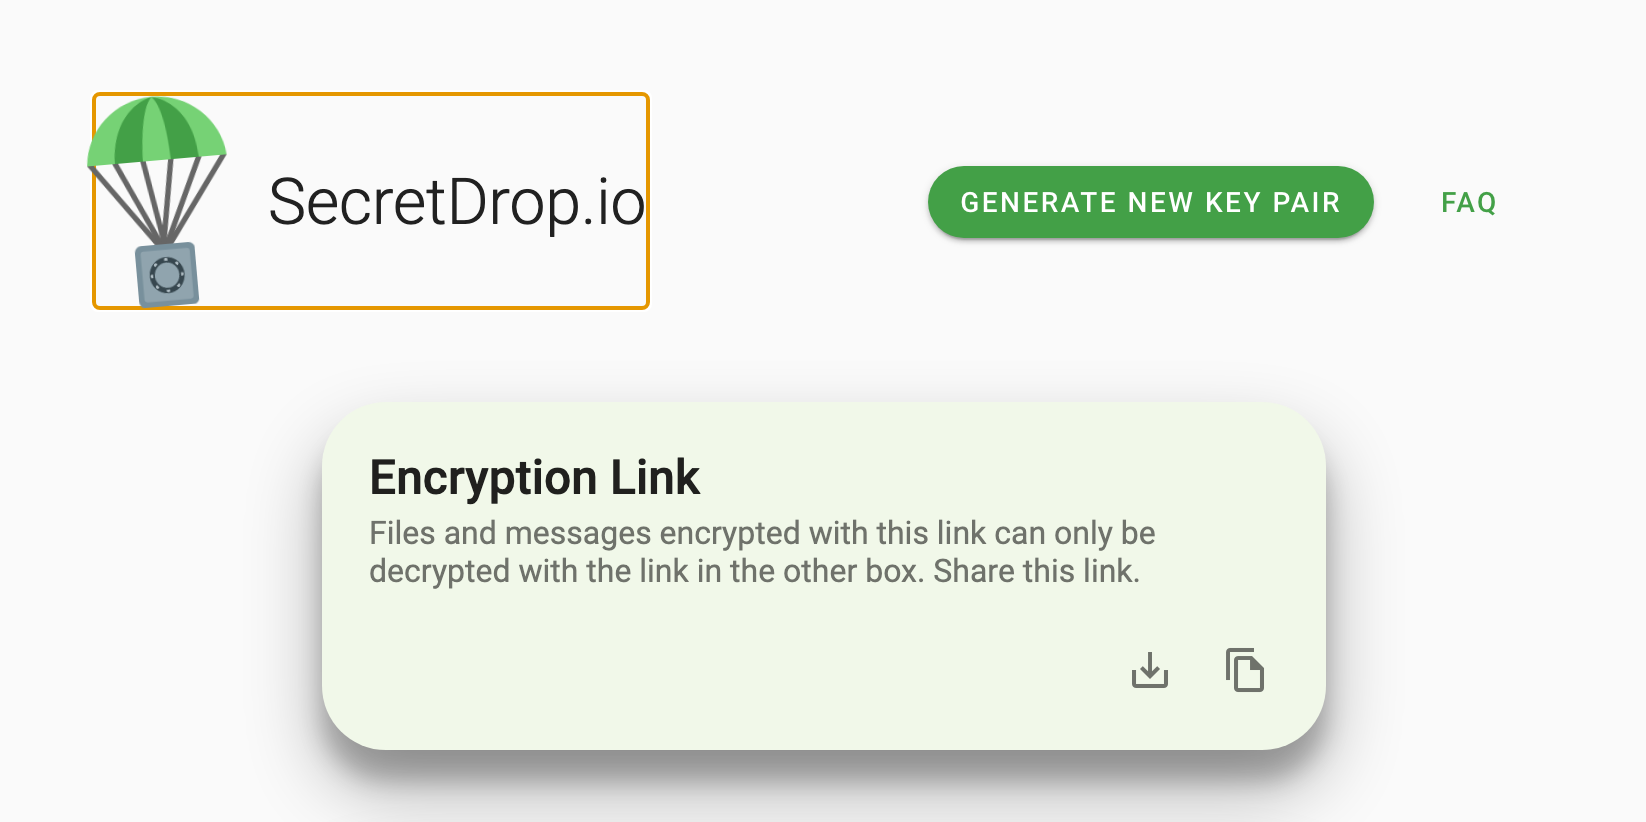 SecretDrop.io
GENERATE NEW KEY PAIR
FAQ
Encryption Link
Files and messages encrypted with this link can only be
decrypted with the link in the other box. Share this link.